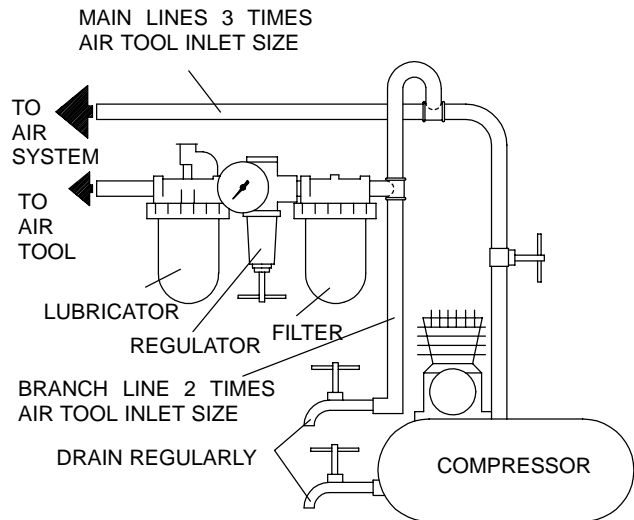 MAIN LINES 3 TIMES
AIR TOOL INLET SIZE
TO
AIR
SYSTEM
TO
AIR
TOOL
LUBRICATOR
REGULATOR
FILTER
BRANCH LINE 2 TIMES
AIR TOOL INLET SIZE
DRAIN REGULARLY
COMPRESSOR